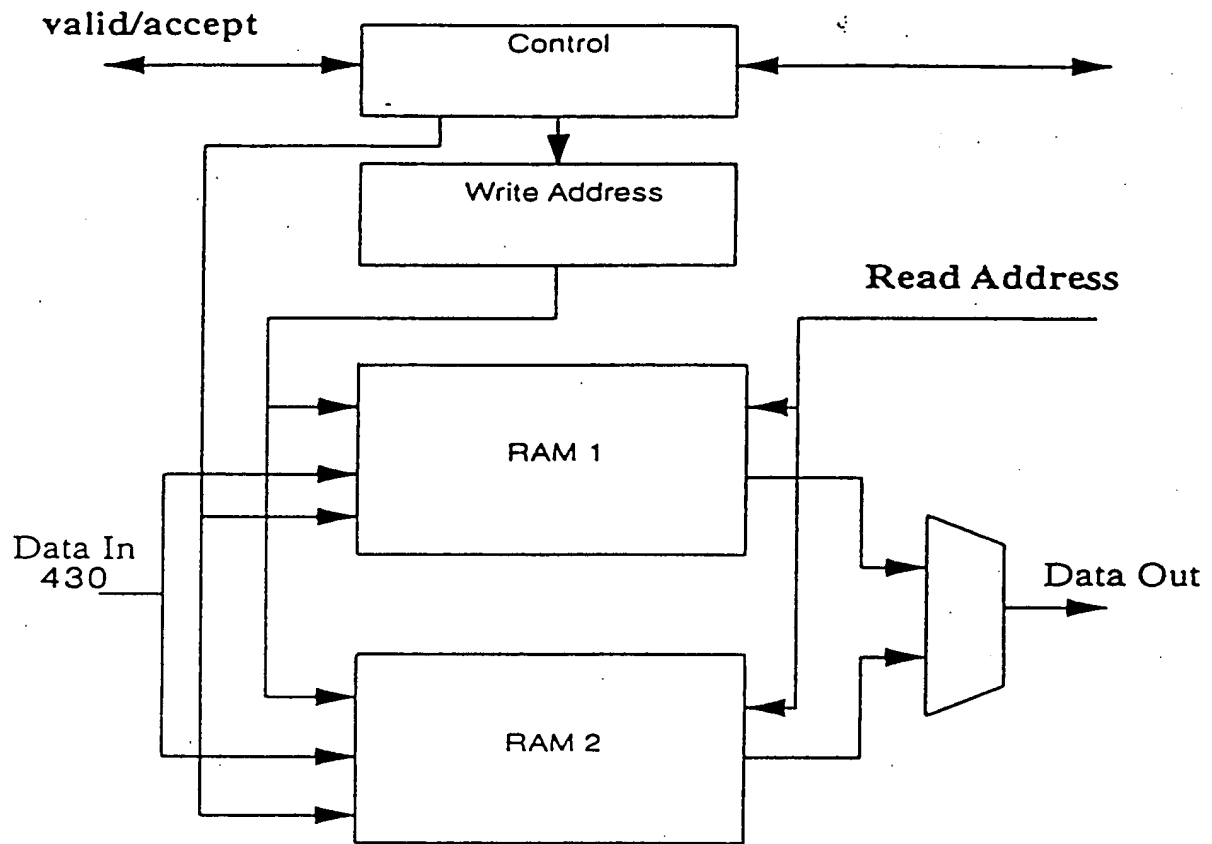 valid/accept
Control
Write Address
Read Address
RAM 1
Data In
430
Data Out
RAM 2